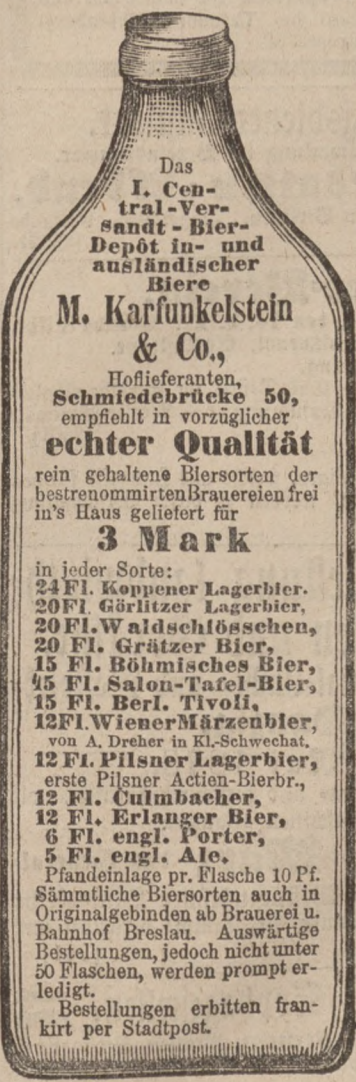 Das
I. Cen-
tral-Ver-
sandt - Bier-
Depôt in- und
ausländischer
Biere
M. Karfunkelstein
& Co.,
Hoflieferanten,
Schmiedebrücke 50,
empfiehlt in vorzüglicher
echter Qualität
rein gehaltene Biersorten der
bestrenommirten Brauereien frei
in's Haus geliefert für
3 Mark
in jeder Sorte:
24 Fl. Koppener Lagerbier.
20 Fl. Görlitzer Lagerbier,
20 Fl. Waldschlösschen,
20 Fl. Grätzer Bier,
15 Fl. Böhmisches Bier,
15 Fl. Salon-Tafel-Bier,
15 Fl. Berl. Tivoli,
12 Fl. Wiener Märzenbier,
von A. Dreher in Kl.-Schwechat.
12 Fl. Pilsner Lagerbier,
erste Pilsner Actien-Bierbr.,
12 Fl. Culmbacher,
12 Fl. Erlanger Bier,
6 Fl. engl. Porter,
5 Fl. engl. Ale.
Pfandeinlage pr. Flasche 10 Pf.
Sämmtliche Biersorten auch in
Originalgebinden ab Brauerei u.
Bahnhof Breslau. Auswärtige
Bestellungen, jedoch nicht unter
50 Flaschen, werden prompt er-
ledigt.
Bestellungen erbitten fran-
kirt per Stadtpost.